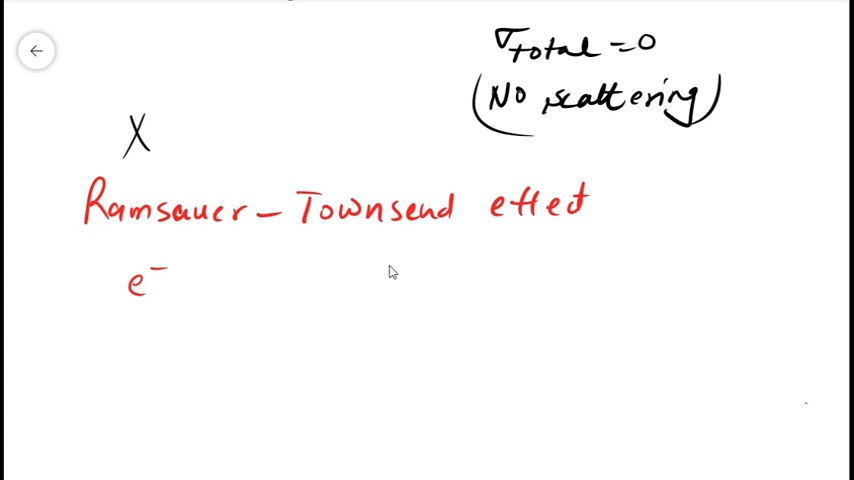 σtotal = 0
(No scattering)
X
Ramsauer - Townsend effect
e⁻